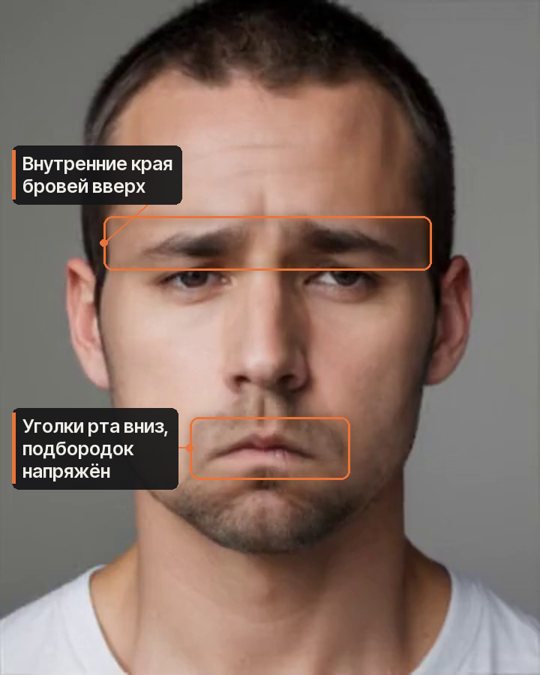 Внутренние края
бровей вверх
Уголки рта вниз,
подбородок
напряжён